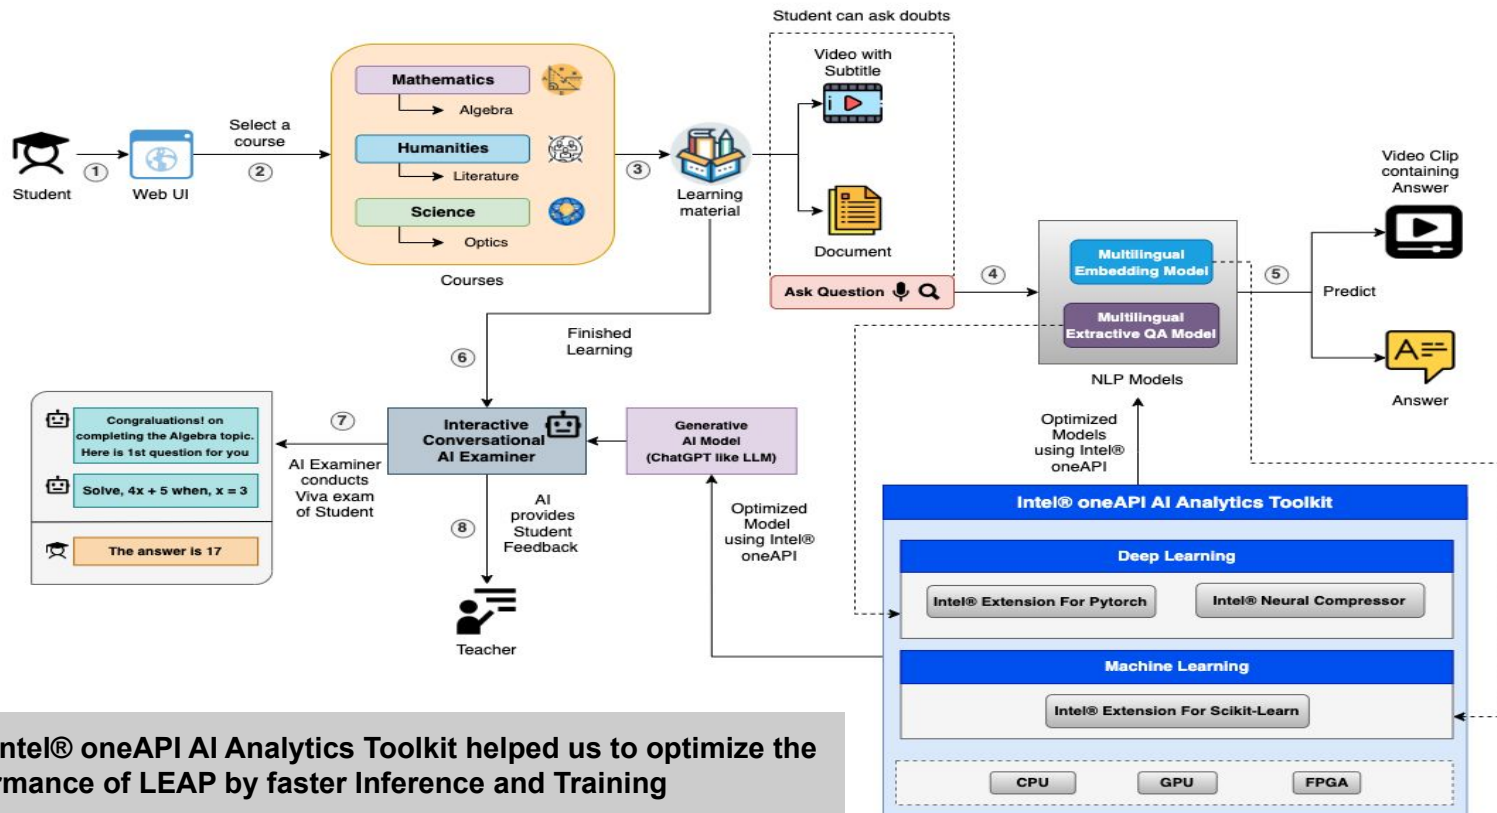 Student can ask doubts
Video with
Subtitle
Document
Ask Question
Student
1
Web UI
Select a
course
2
Mathematics
Algebra
Humanities
Literature
Science
Optics
Courses
3
Learning
material
4
Multilingual
Embedding Model
Multilingual
Extractive QA Model
NLP Models
5
Predict
Video Clip
containing
Answer
A
Answer
Finished
Learning
6
Interactive
Conversational
AI Examiner
Generative
AI Model
(ChatGPT like LLM)
7
AI Examiner
conducts
Viva exam
of Student
Congraluations! on
completing the Algebra topic.
Here is 1st question for you
Solve, 4x + 5 when, x = 3
The answer is 17
8
AI
provides
Student
Feedback
Teacher
Optimized
Model
using Intel®
oneAPI
Optimized
Models
using Intel®
oneAPI
Intel® oneAPI AI Analytics Toolkit
Deep Learning
Intel® Extension For Pytorch
Intel® Neural Compressor
Machine Learning
Intel® Extension For Scikit-Learn
CPU
GPU
FPGA
ntel® oneAPI AI Analytics Toolkit helped us to optimize the
rmance of LEAP by faster Inference and Training